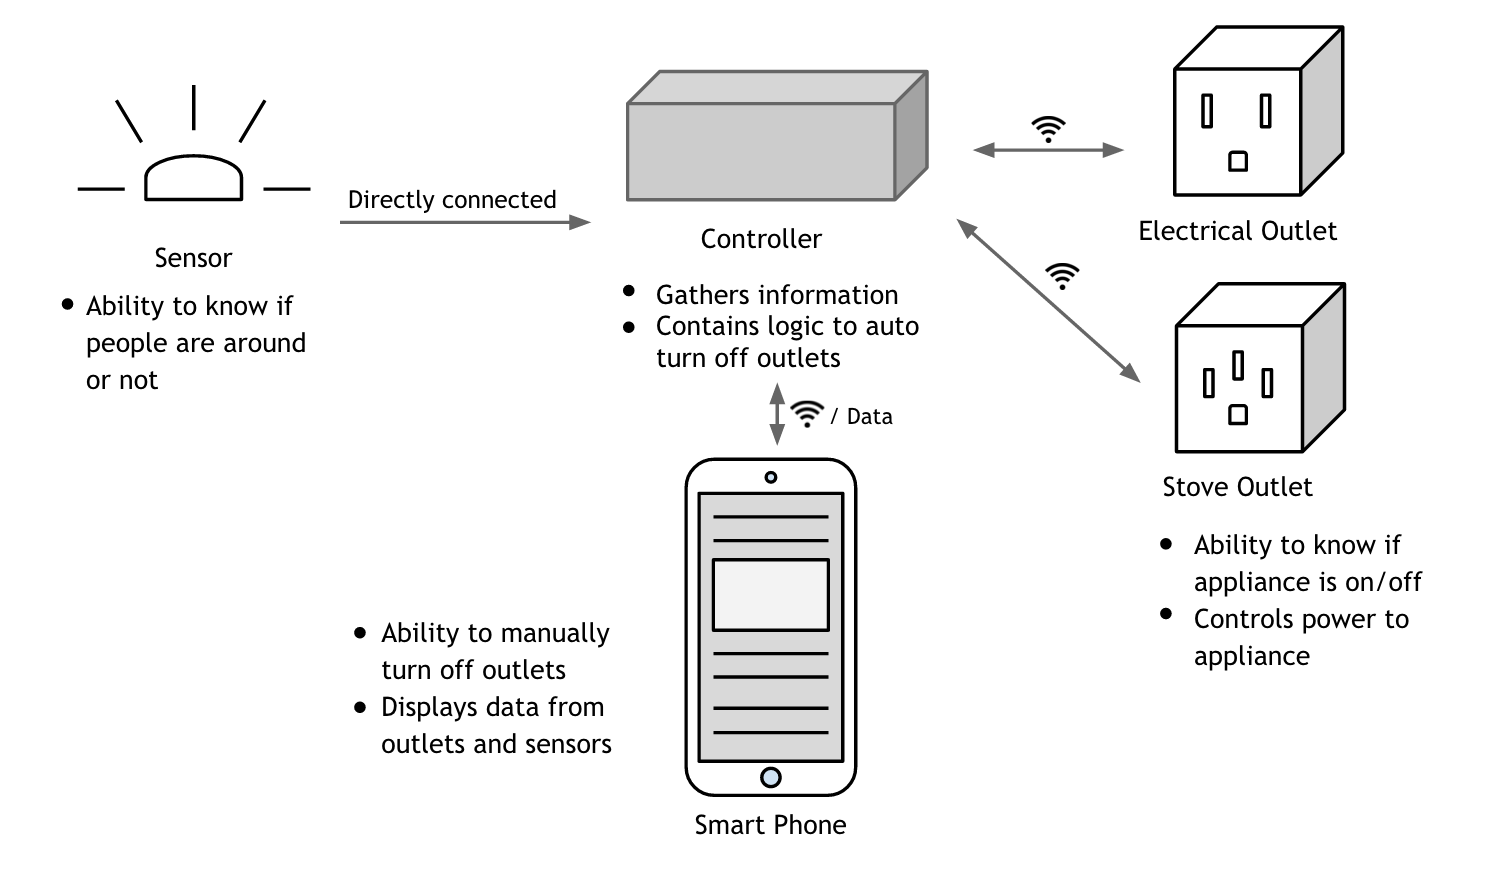 Directly connected
Sensor
● Ability to know if
people are around
or not
Controller
● Gathers information
● Contains logic to auto
turn off outlets
/ Data
Electrical Outlet
Stove Outlet
● Ability to know if
appliance is on/off
● Controls power to
appliance
● Ability to manually
turn off outlets
● Displays data from
outlets and sensors
Smart Phone